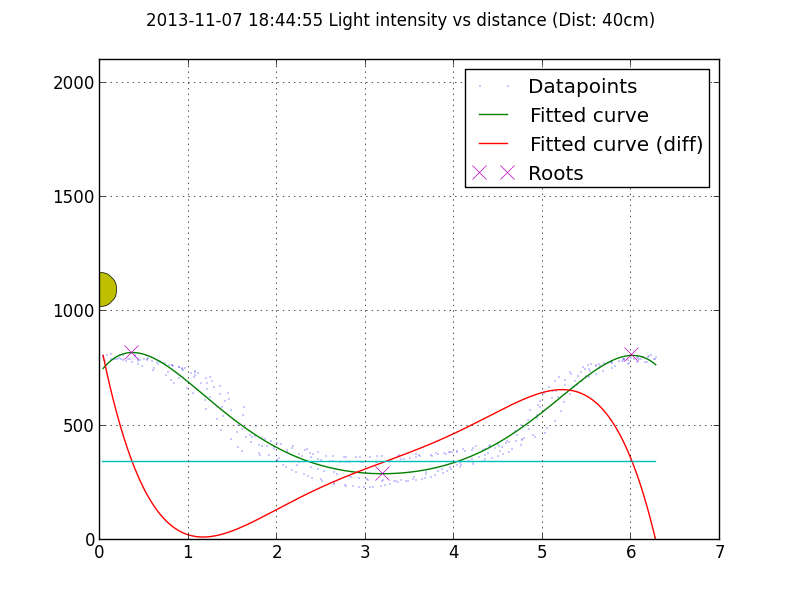 2013-11-07 18:44:55 Light intensity vs distance (Dist: 40cm)
2000
1500
1000
500
0
Datapoints
Fitted curve
Fitted curve (diff)
Roots
0 1 2 3 4 5 6 7